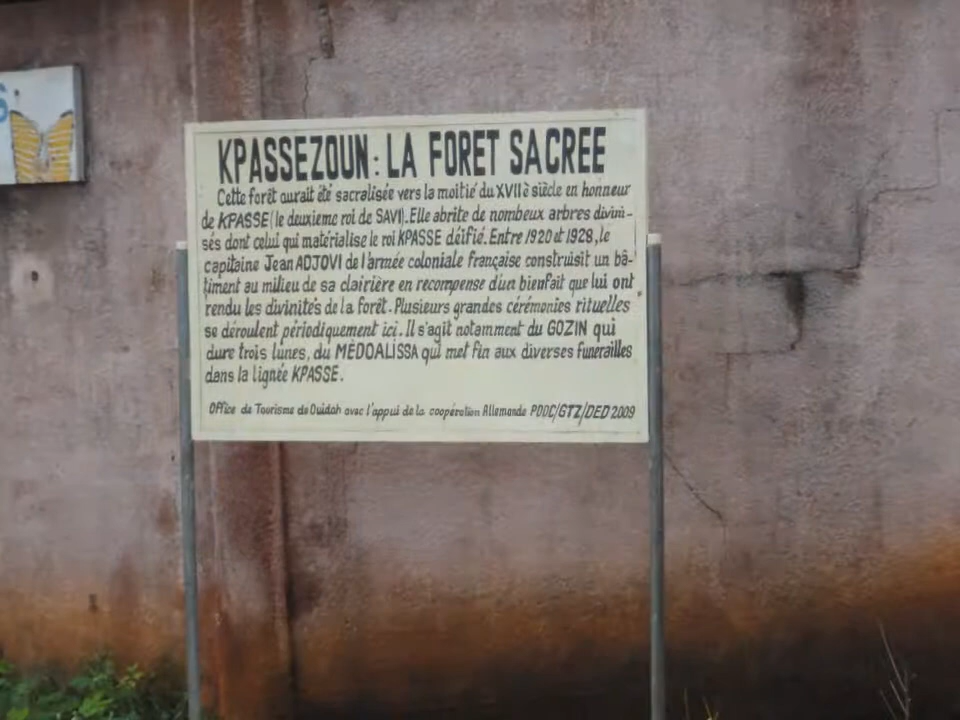 KPASSEZOUN : LA FORET SACREE
Cette forêt aurait été sacralisée vers la moitié du XVII è siècle en honneur
de KPASSE (le deuxieme roi de SAVI). Elle abrite de nombeux arbres divini-
sés dont celui qui matérialise le roi KPASSE déifié. Entre 1920 et 1928, le
capitaine Jean ADJOVI de l'armée coloniale française construisit un bâ-
timent au milieu de sa clairière en recompense d'un bienfait que lui ont
rendu les divinités de la forêt. Plusieurs grandes cérémonies rituelles
se déroulent périodiquement ici. Il s'agit notamment du GOZIN qui
dure trois lunes, du MEDOALISSA qui met fin aux diverses funerailles
dans la lignée KPASSE.
Office de Tourisme de Ouidah avec l'appui de la coopération Allemande PDDC/GTZ/DED 2009